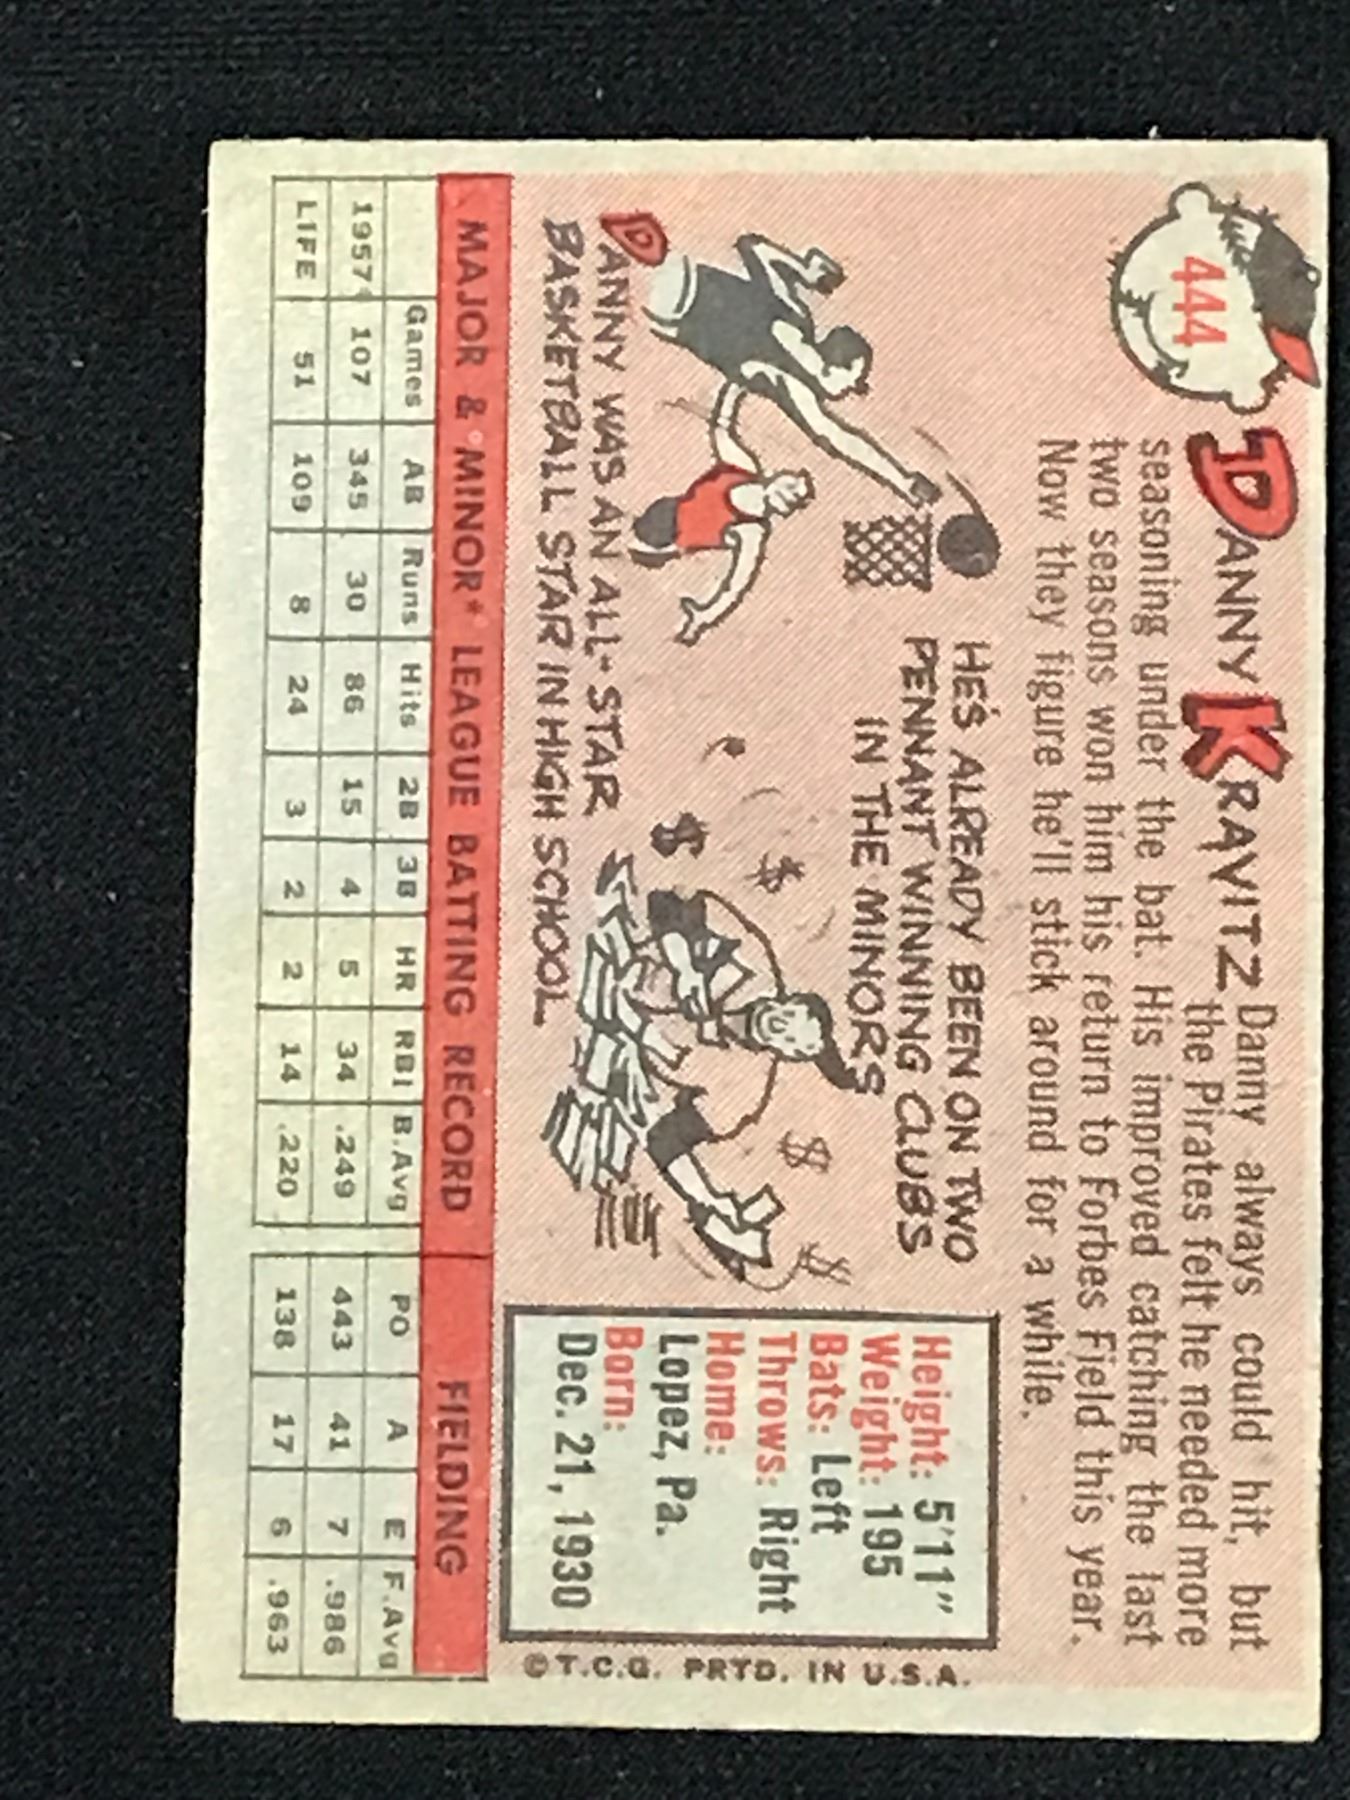 444
DANNY KRAVITZ
Danny always could hit, but
the Pirates felt he needed more
seasoning under the bat. His improved catching the last
two seasons won him his return to Forbes Field this year.
Now they figure he'll stick around for a while.
HE'S ALREADY BEEN ON TWO
PENNANT WINNING CLUBS
IN THE MINORS
$ $ $ $
DANNY WAS AN ALL-STAR
BASKETBALL STAR IN HIGH SCHOOL
Height: 5'11"
Weight: 195
Bats: Left
Throws: Right
Home:
Lopez, Pa.
Born:
Dec. 21, 1930
©T.C.G. PRTD. IN U.S.A.
MAJOR & *MINOR* LEAGUE BATTING RECORD FIELDING
Games AB Runs Hits 2B 3B HR RBI B.Avg PO A E F.Avg
1957* 107 345 30 86 15 4 5 34 .249 443 41 7 .986
LIFE 51 109 8 24 3 2 2 14 .220 138 17 6 .963